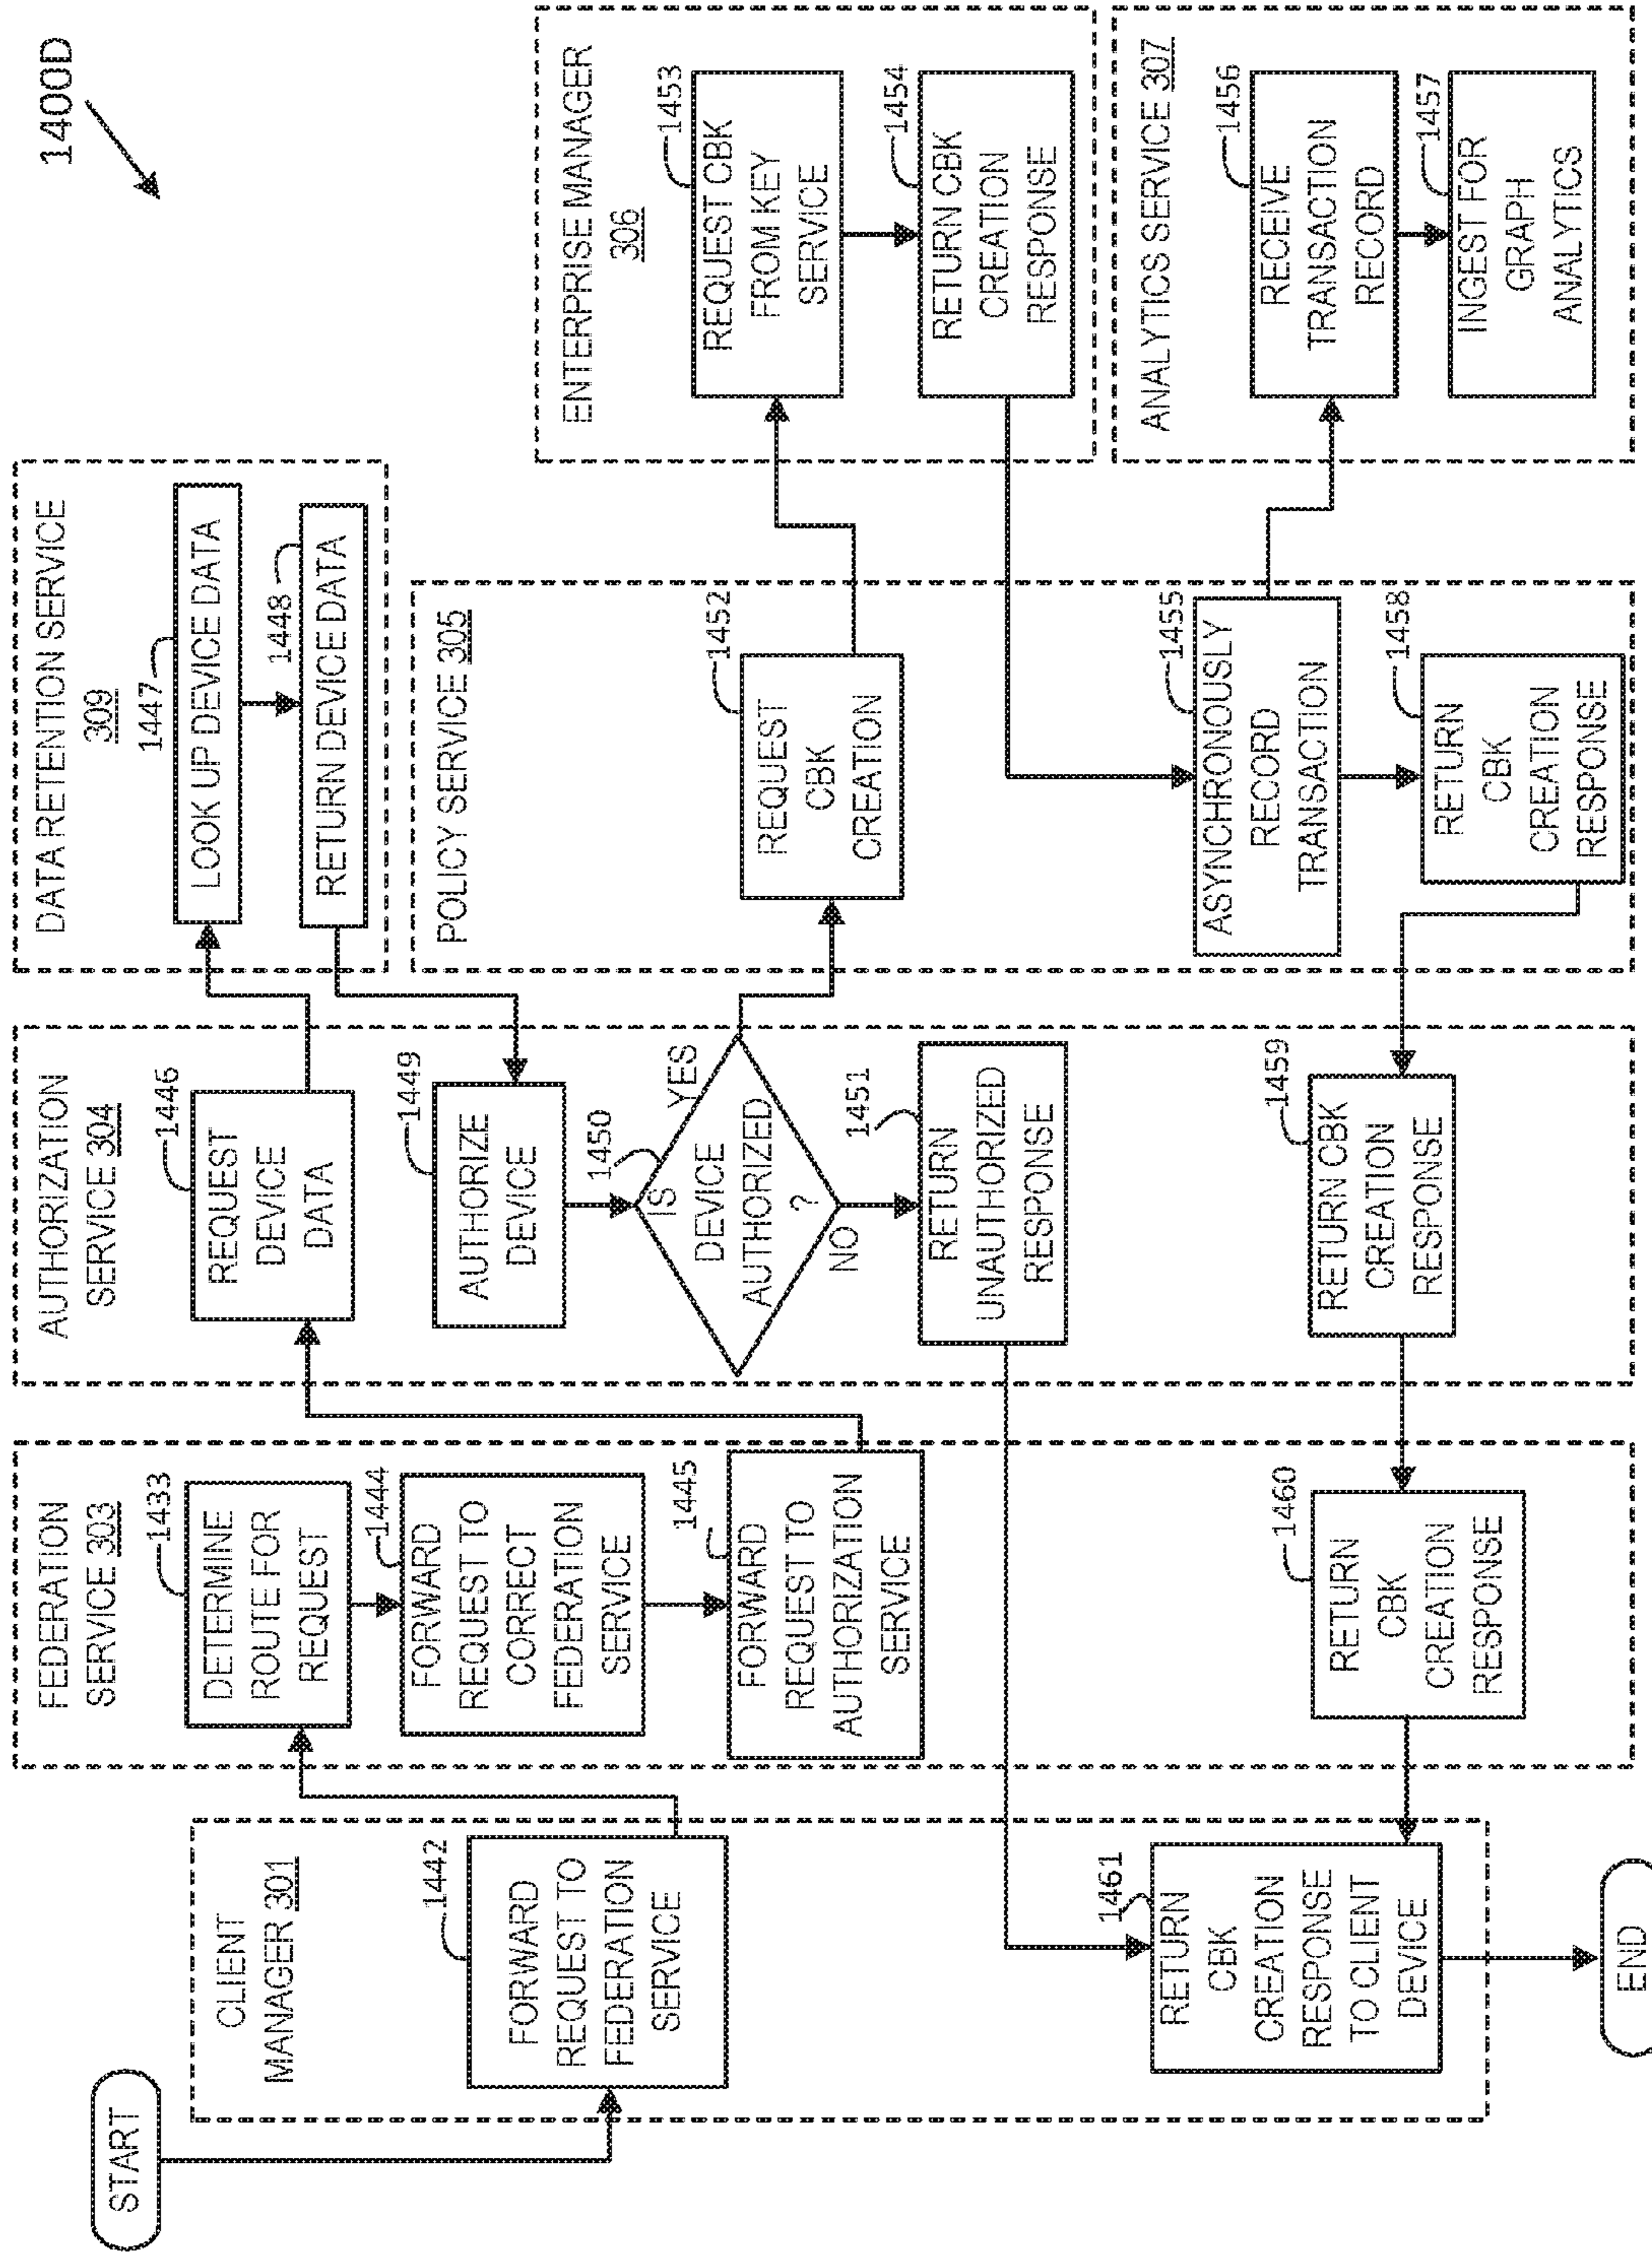 1400D
START
CLIENT
MANAGER 301
1442
FORWARD
REQUEST TO
FEDERATION
SERVICE
1461
RETURN
CBK
CREATION
RESPONSE
TO CLIENT
DEVICE
END
FEDERATION
SERVICE 303
1433
DETERMINE
ROUTE FOR
REQUEST
1444
FORWARD
REQUEST TO
CORRECT
FEDERATION
SERVICE
1445
FORWARD
REQUEST TO
AUTHORIZATION
SERVICE
1460
RETURN
CBK
CREATION
RESPONSE
AUTHORIZATION
SERVICE 304
1446
REQUEST
DEVICE
DATA
1449
AUTHORIZE
DEVICE
1450
IS
DEVICE
AUTHORIZED
?
YES
NO
1451
RETURN
UNAUTHORIZED
RESPONSE
1459
RETURN CBK
CREATION
RESPONSE
DATA RETENTION SERVICE
309
1447
LOOK UP DEVICE DATA
1448
RETURN DEVICE DATA
POLICY SERVICE 305
1452
REQUEST
CBK
CREATION
1455
ASYNCHRONOUSLY
RECORD
TRANSACTION
1458
RETURN
CBK
CREATION
RESPONSE
ENTERPRISE MANAGER
306
1453
REQUEST CBK
FROM KEY
SERVICE
1454
RETURN CBK
CREATION
RESPONSE
ANALYTICS SERVICE 307
1456
RECEIVE
TRANSACTION
RECORD
1457
INGEST FOR
GRAPH
ANALYTICS